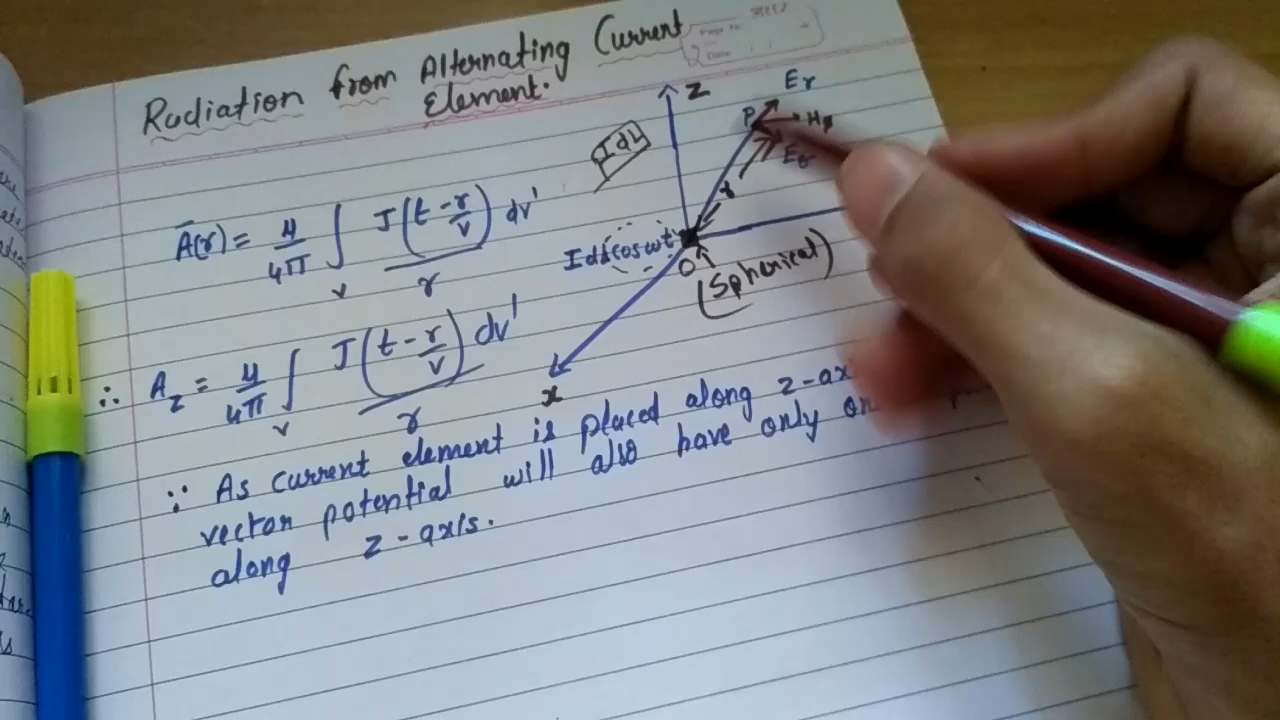 Radiation from Alternating Current
Element.
Idl
Z
P
Er
Hφ
Eθ
r
A̅(r) = μ/4π ∫v J(t - r/v)/r dv'
Idl cos ωt
O
(Spherical)
x
∴ Az = μ/4π ∫v J(t - r/v)/r dv'
∵ As current element is placed along z-ax
vector potential will also have only
along z-axis.